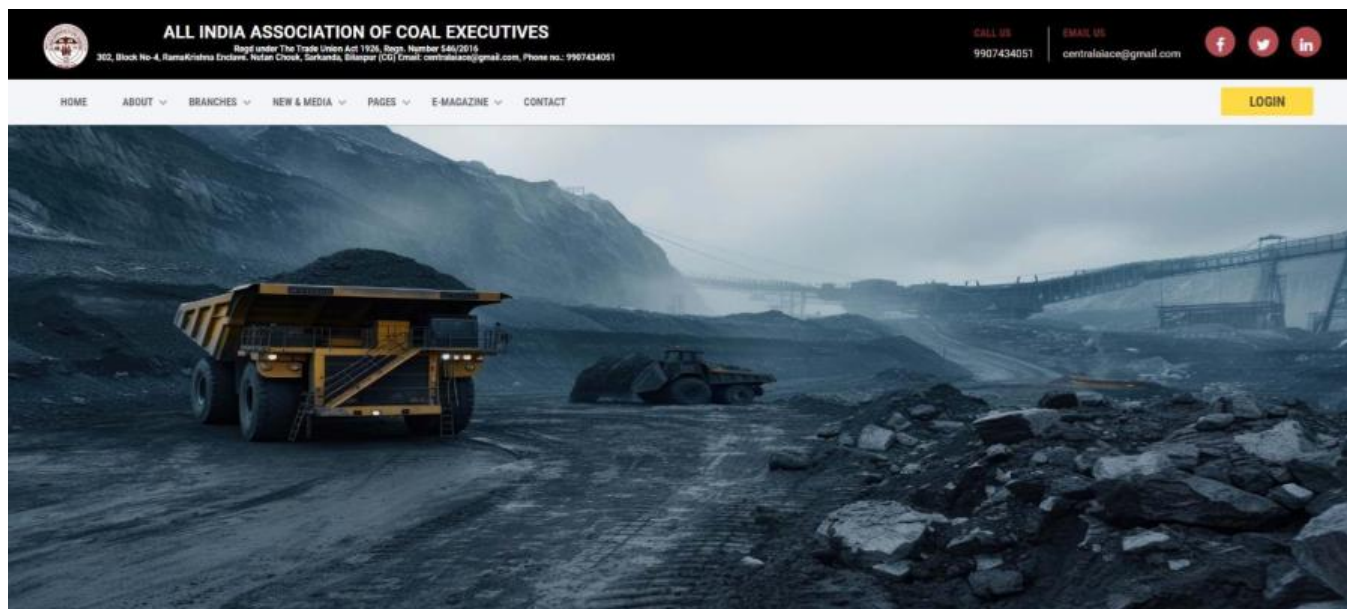 ALL INDIA ASSOCIATION OF COAL EXECUTIVES
Regd under The Trade Union Act 1926, Regn. Number 546/2016
302, Block No-4, RamaKrishna Enclave. Nutan Chouk, Sarkanda, Bilaspur (CG) Email: centralaiace@gmail.com, Phone no.: 9907434051
CALL US
9907434051
EMAIL US
centralaiace@gmail.com
HOME ABOUT BRANCHES NEW & MEDIA PAGES E-MAGAZINE CONTACT LOGIN